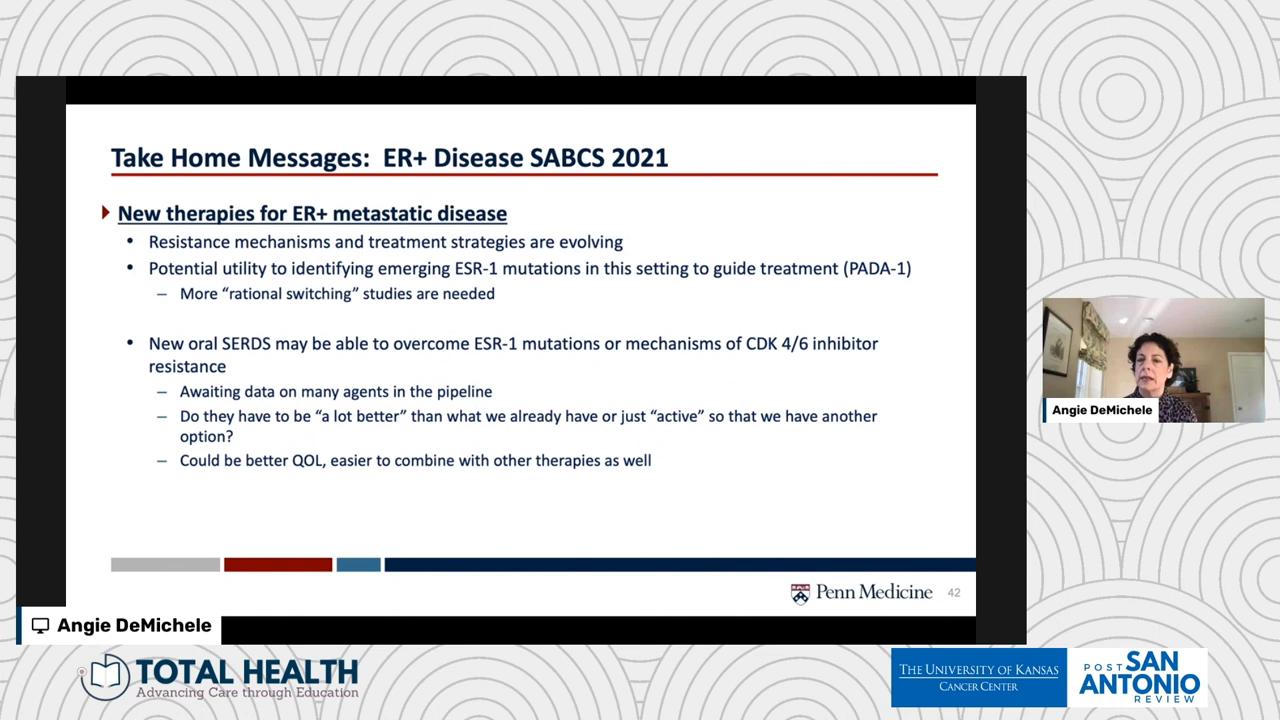 Take Home Messages: ER+ Disease SABCS 2021
New therapies for ER+ metastatic disease
• Resistance mechanisms and treatment strategies are evolving
• Potential utility to identifying emerging ESR-1 mutations in this setting to guide treatment (PADA-1)
– More “rational switching” studies are needed
• New oral SERDS may be able to overcome ESR-1 mutations or mechanisms of CDK 4/6 inhibitor
resistance
– Awaiting data on many agents in the pipeline
– Do they have to be “a lot better” than what we already have or just “active” so that we have another
option?
– Could be better QOL, easier to combine with other therapies as well
Penn Medicine 42
Angie DeMichele
Angie DeMichele
TOTAL HEALTH
Advancing Care through Education
THE UNIVERSITY OF KANSAS
CANCER CENTER
POST SAN
ANTONIO
REVIEW